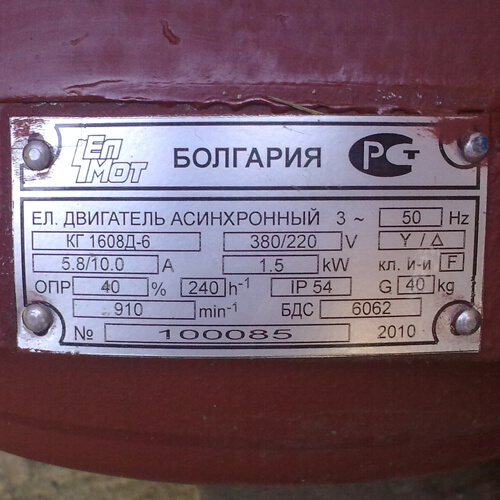 ЕЛ МОТ БОЛГАРИЯ РСТ
ЕЛ. ДВИГАТЕЛЬ АСИНХРОННЫЙ 3 ~ 50 Hz
КГ 1608Д-6 380/220 V Y / Δ
5.8/10.0 A 1.5 kW кл. и-и F
ОПР 40 % 240 h-1 IP 54 G 40 kg
910 min-1 БДС 6062
№ 100085 2010